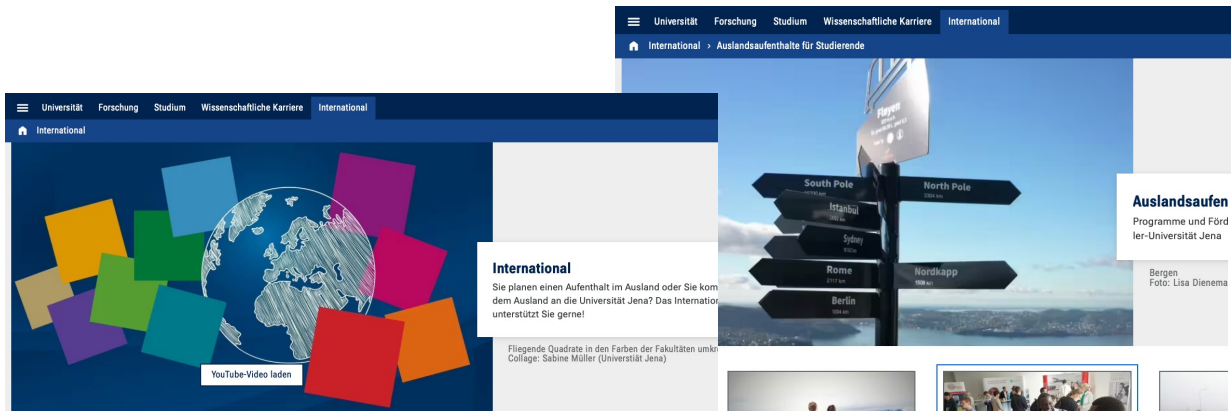 Universität Forschung Studium Wissenschaftliche Karriere International
International > Auslandsaufenthalte für Studierende
Fløyen
South Pole
North Pole
Istanbul
Sydney
Rome
Nordkapp
Berlin
Auslandsaufen
Programme und Förd
ler-Universität Jena
Bergen
Foto: Lisa Dienema
Universität Forschung Studium Wissenschaftliche Karriere International
International
International
Sie planen einen Aufenthalt im Ausland oder Sie kom
dem Ausland an die Universität Jena? Das Internation
unterstützt Sie gerne!
Fliegende Quadrate in den Farben der Fakultäten umkr
Collage: Sabine Müller (Universtiät Jena)
YouTube-Video laden